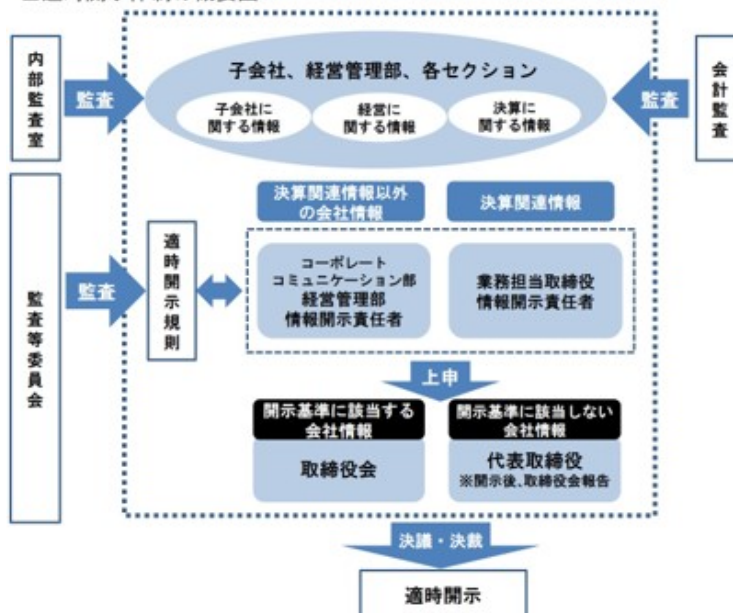 子会社、経営管理部、各セクション
内部監査室
監査
子会社に
関する情報
経営に
関する情報
決算に
関する情報
監査
会計監査
決算関連情報以外
の会社情報
決算関連情報
監査等委員会
監査
適時開示規則
コーポレート
コミュニケーション部
経営管理部
情報開示責任者
業務担当取締役
情報開示責任者
上申
開示基準に該当する
会社情報
開示基準に該当しない
会社情報
取締役会
代表取締役
※開示後、取締役会報告
決議・決裁
適時開示